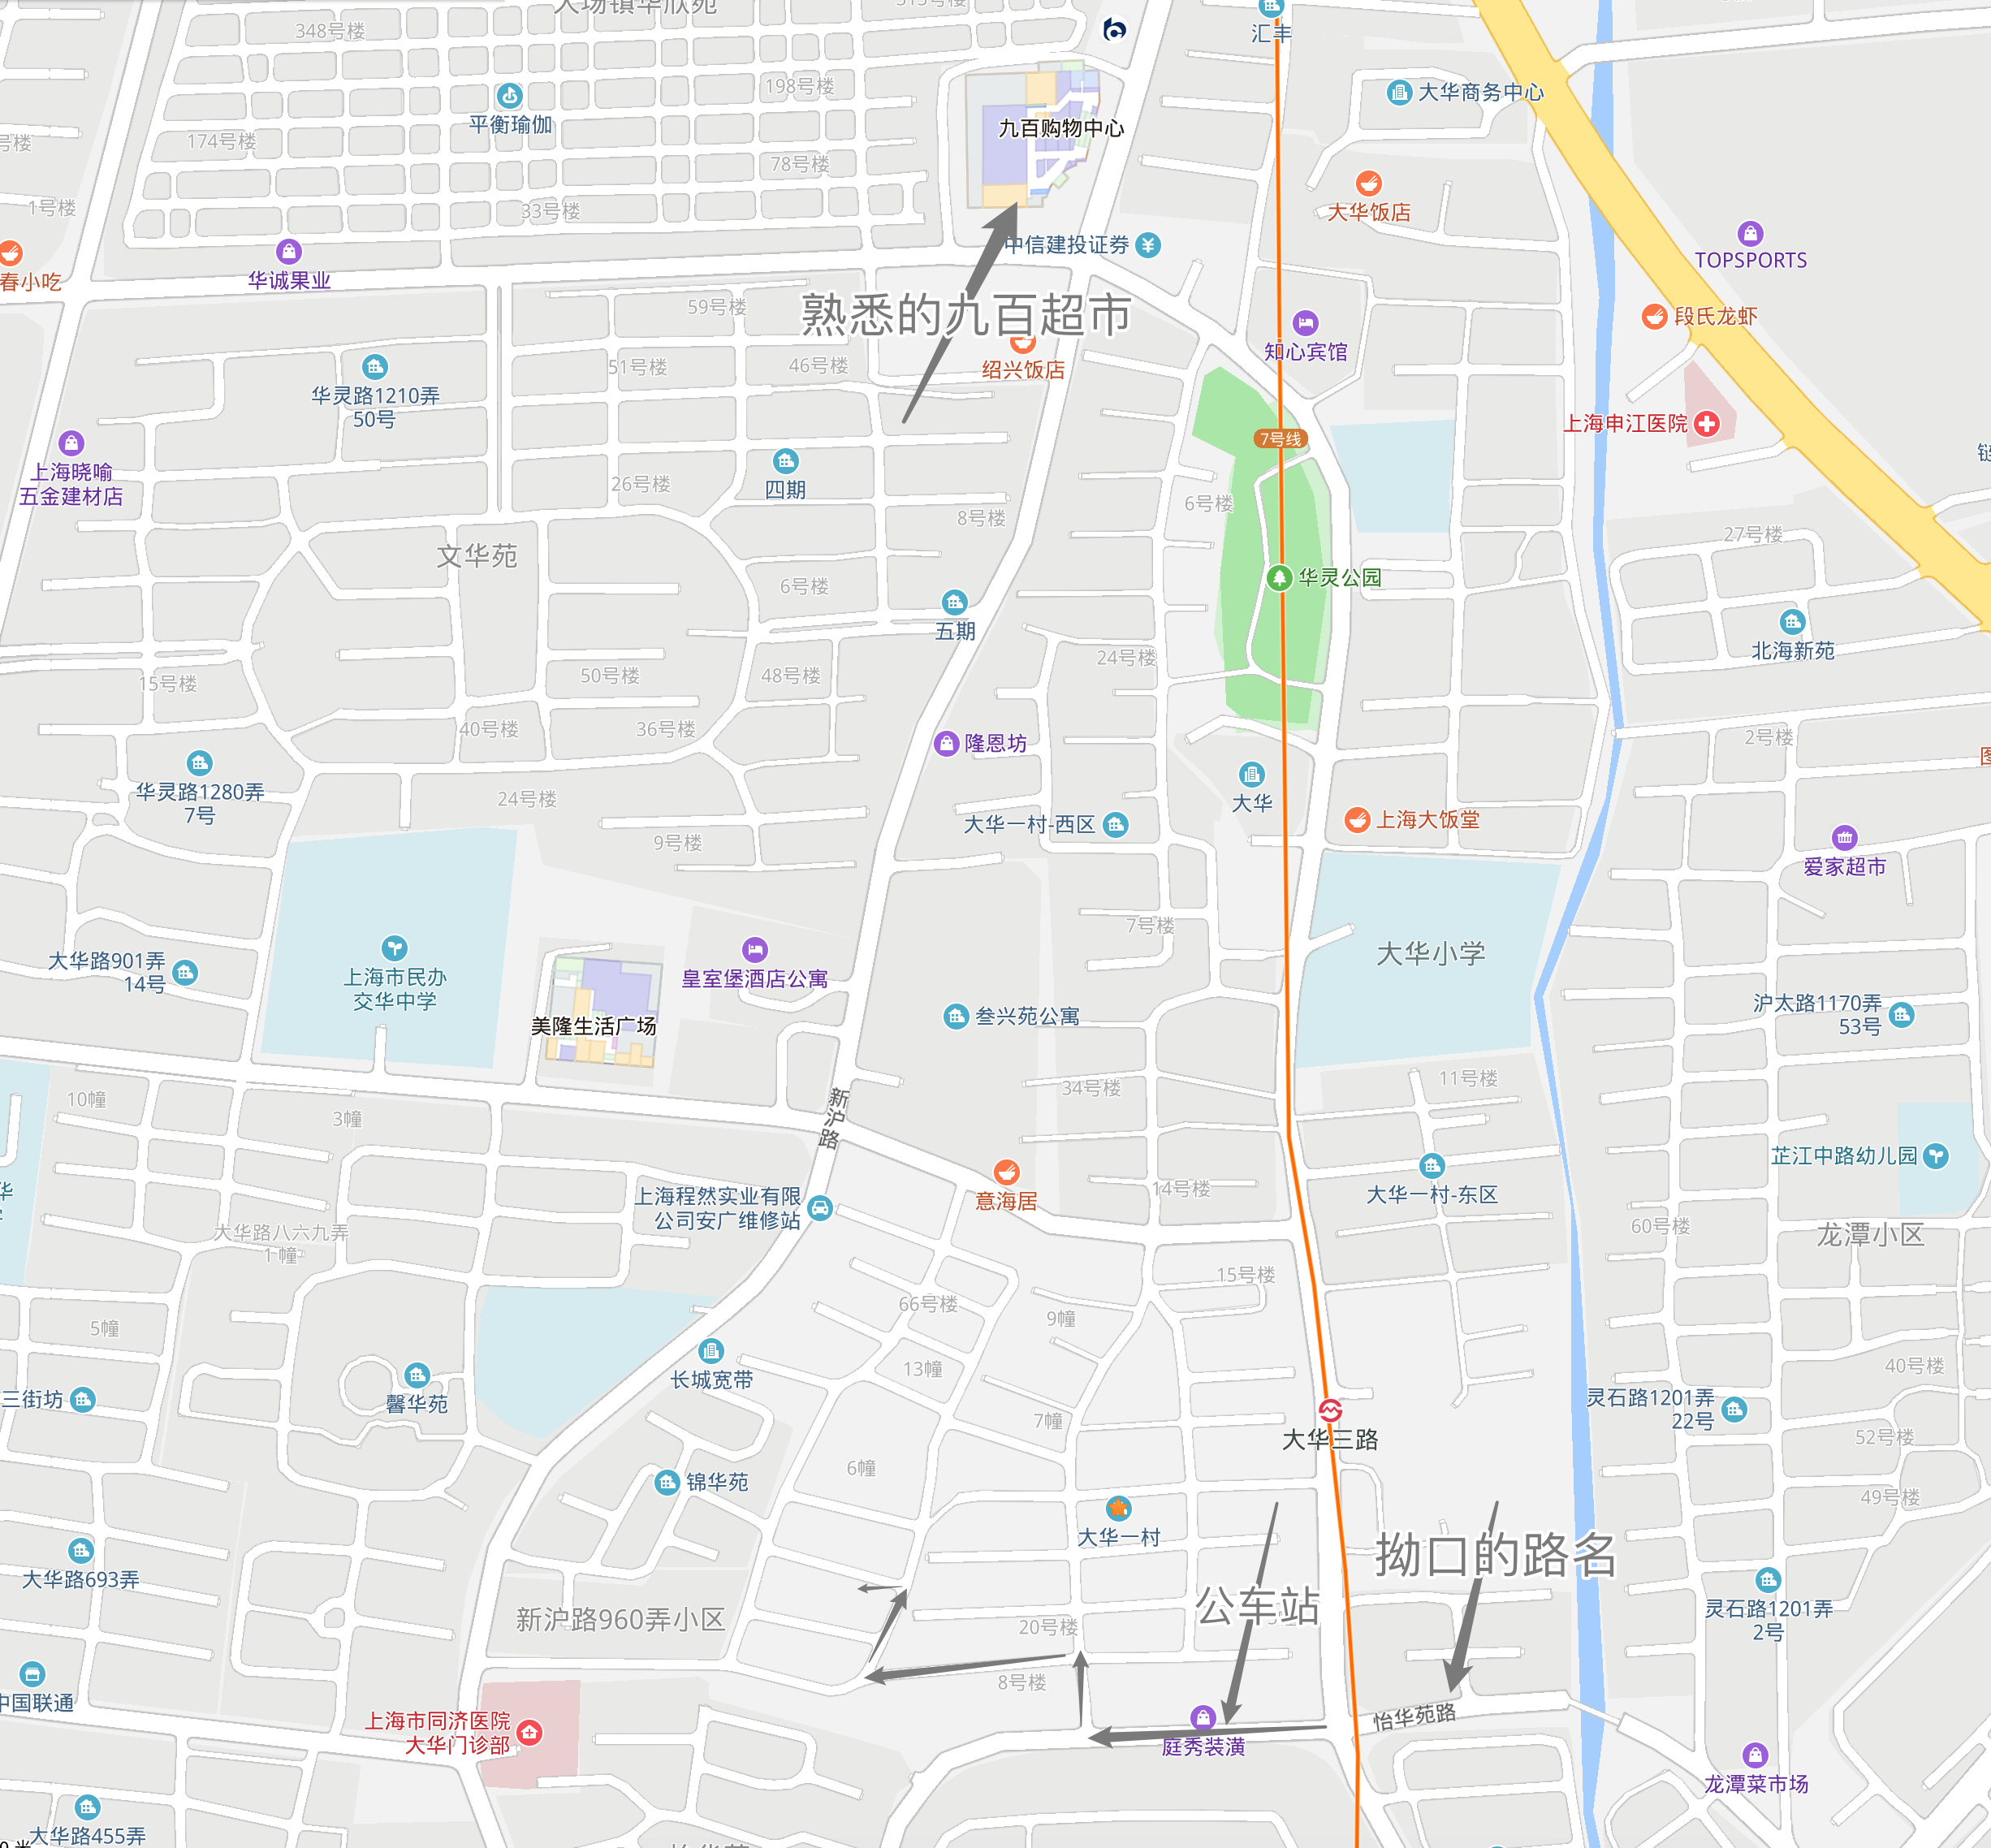 大场镇华欣苑
348号楼
汇丰
198号楼
大华商务中心
平衡瑜伽
九百购物中心
174号楼
78号楼
号楼
1号楼
33号楼
大华饭店
中信建投证券
TOPSPORTS
春小吃
华诚果业
59号楼
熟悉的九百超市
段氏龙虾
知心宾馆
51号楼
46号楼
绍兴饭店
华灵路1210弄
50号
上海申江医院
7号线
上海晓喻
五金建材店
四期
26号楼
6号楼
8号楼
27号楼
文华苑
6号楼
华灵公园
五期
北海新苑
24号楼
15号楼
50号楼
48号楼
40号楼
36号楼
隆恩坊
2号楼
华灵路1280弄
7号
24号楼
大华
大华一村-西区
上海大饭堂
9号楼
爱家超市
7号楼
大华小学
大华路901弄
14号
上海市民办
交华中学
皇室堡酒店公寓
美隆生活广场
叁兴苑公寓
沪太路1170弄
53号
新沪路
34号楼
11号楼
10幢
3幢
芷江中路幼儿园
意海居
14号楼
大华一村-东区
上海程然实业有限
公司安广维修站
大华路八六九弄
1幢
60号楼
龙潭小区
15号楼
66号楼
9幢
5幢
长城宽带
13幢
40号楼
三街坊
馨华苑
7幢
大华三路
灵石路1201弄
22号
52号楼
6幢
锦华苑
49号楼
大华一村
拗口的路名
大华路693弄
公车站
灵石路1201弄
2号
新沪路960弄小区
20号楼
8号楼
中国联通
上海市同济医院
大华门诊部
怡华苑路
庭秀装潢
龙潭菜市场
大华路455弄